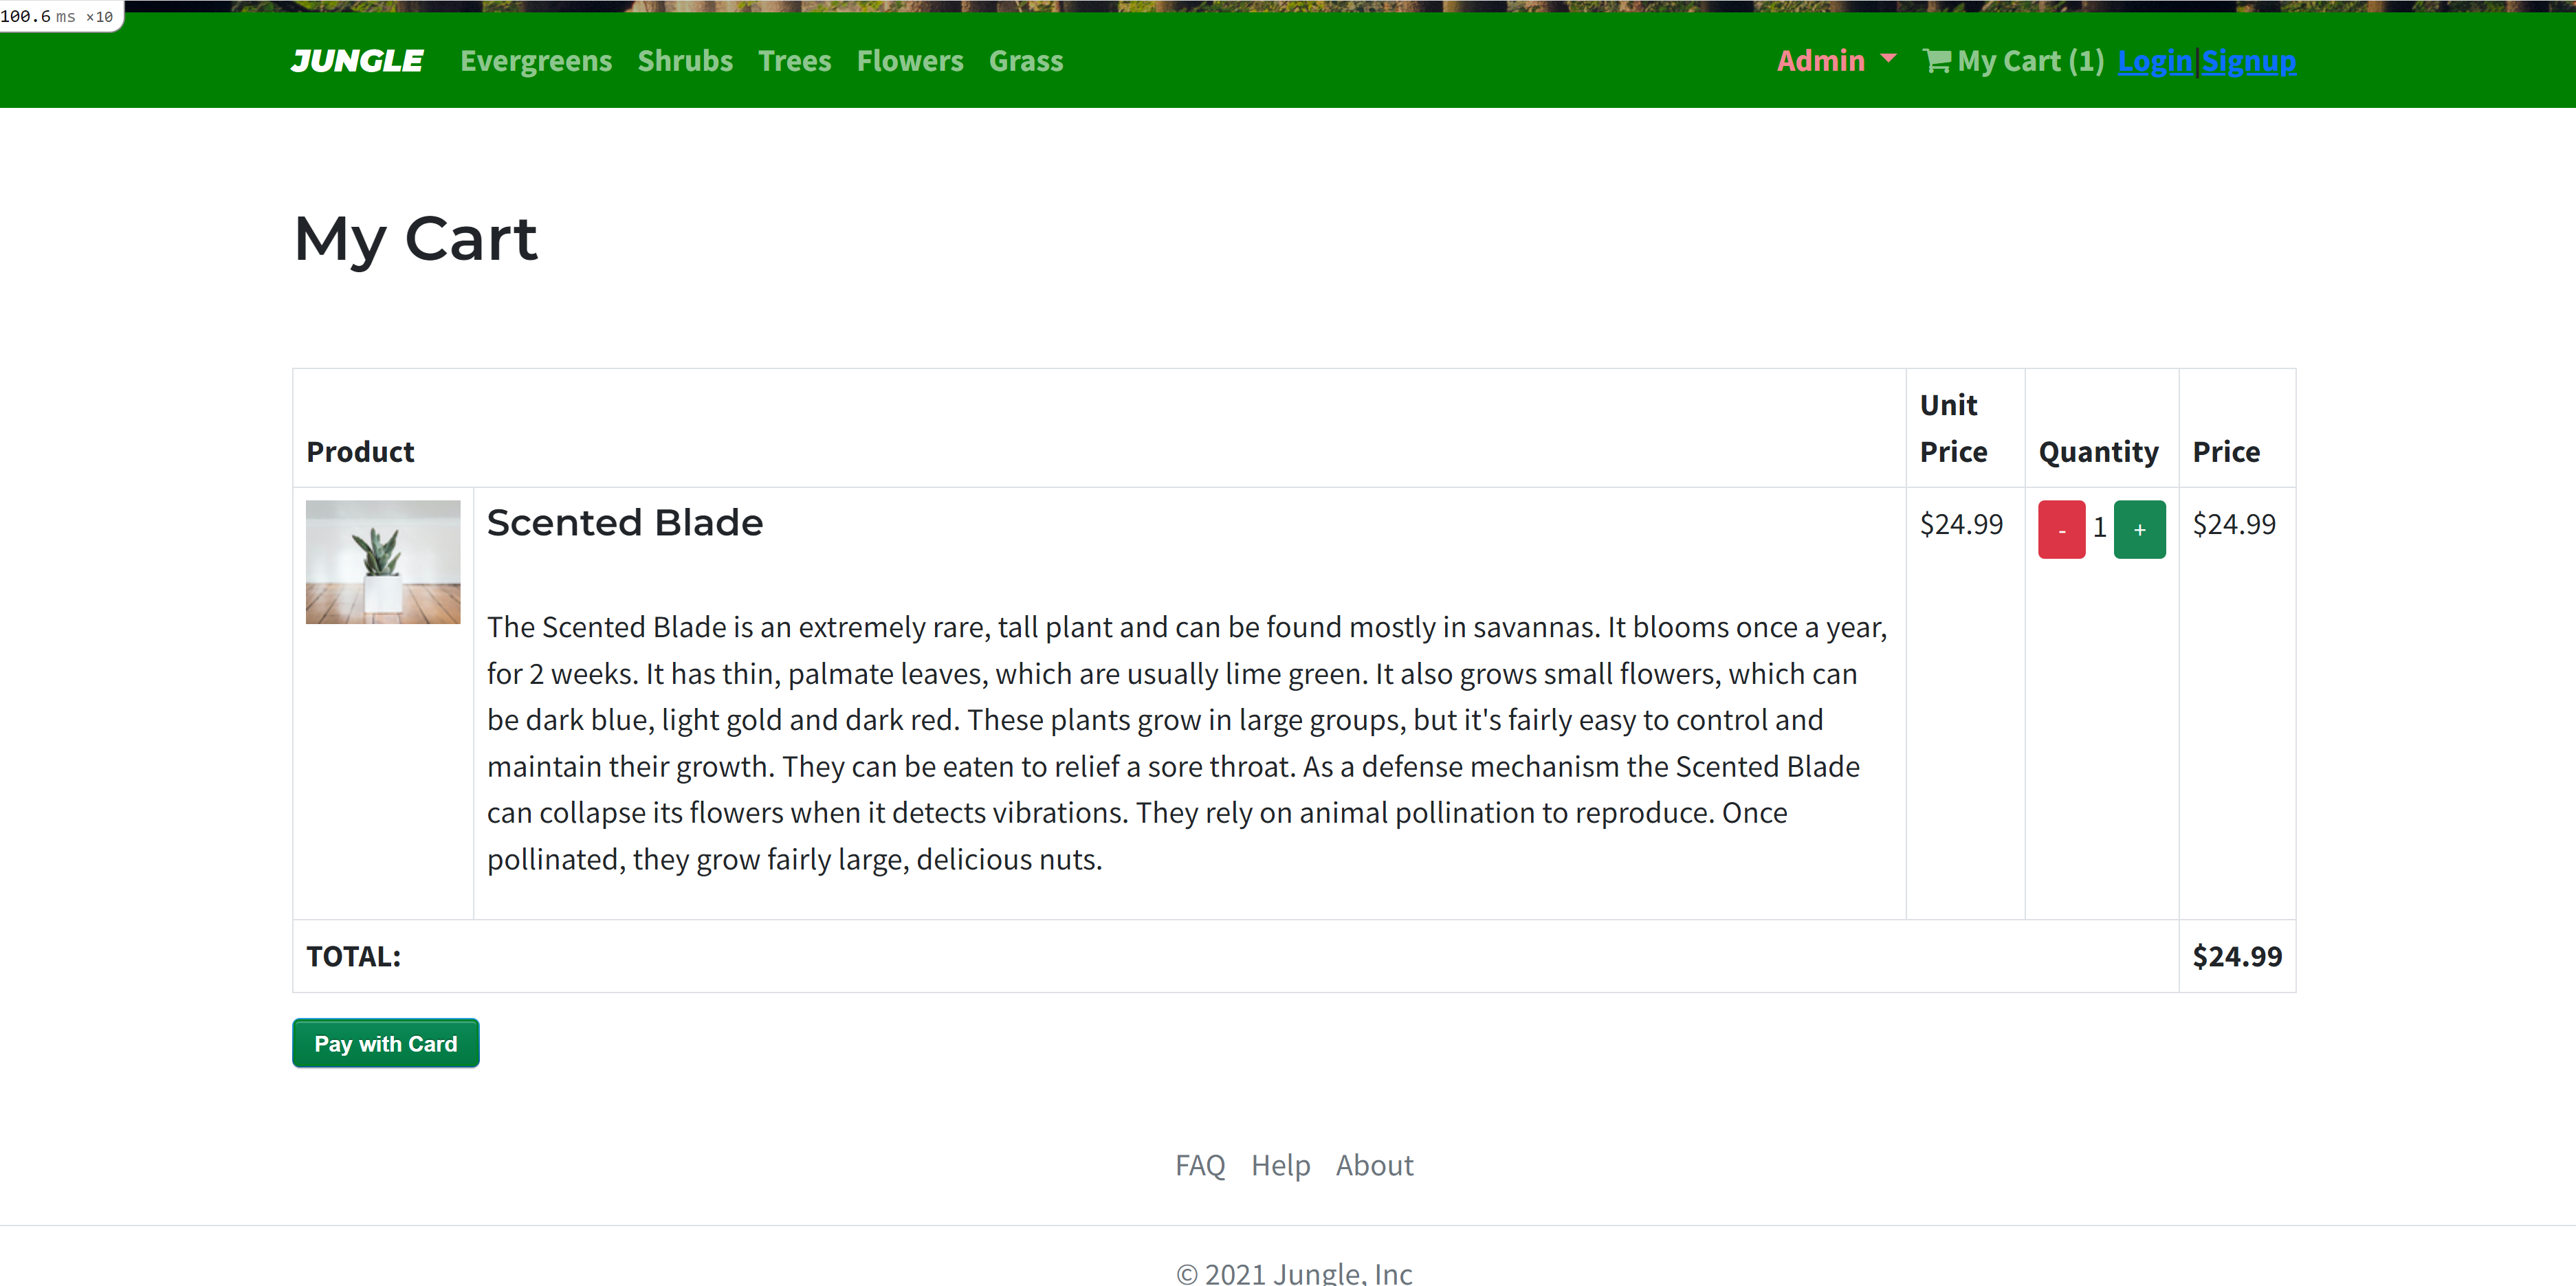 100.6 ms ×10
JUNGLE Evergreens Shrubs Trees Flowers Grass Admin My Cart (1) Login|Signup
My Cart
Product Unit Price Quantity Price
Scented Blade $24.99 - 1 + $24.99
The Scented Blade is an extremely rare, tall plant and can be found mostly in savannas. It blooms once a year,
for 2 weeks. It has thin, palmate leaves, which are usually lime green. It also grows small flowers, which can
be dark blue, light gold and dark red. These plants grow in large groups, but it's fairly easy to control and
maintain their growth. They can be eaten to relief a sore throat. As a defense mechanism the Scented Blade
can collapse its flowers when it detects vibrations. They rely on animal pollination to reproduce. Once
pollinated, they grow fairly large, delicious nuts.
TOTAL: $24.99
Pay with Card
FAQ Help About
© 2021 Jungle, Inc